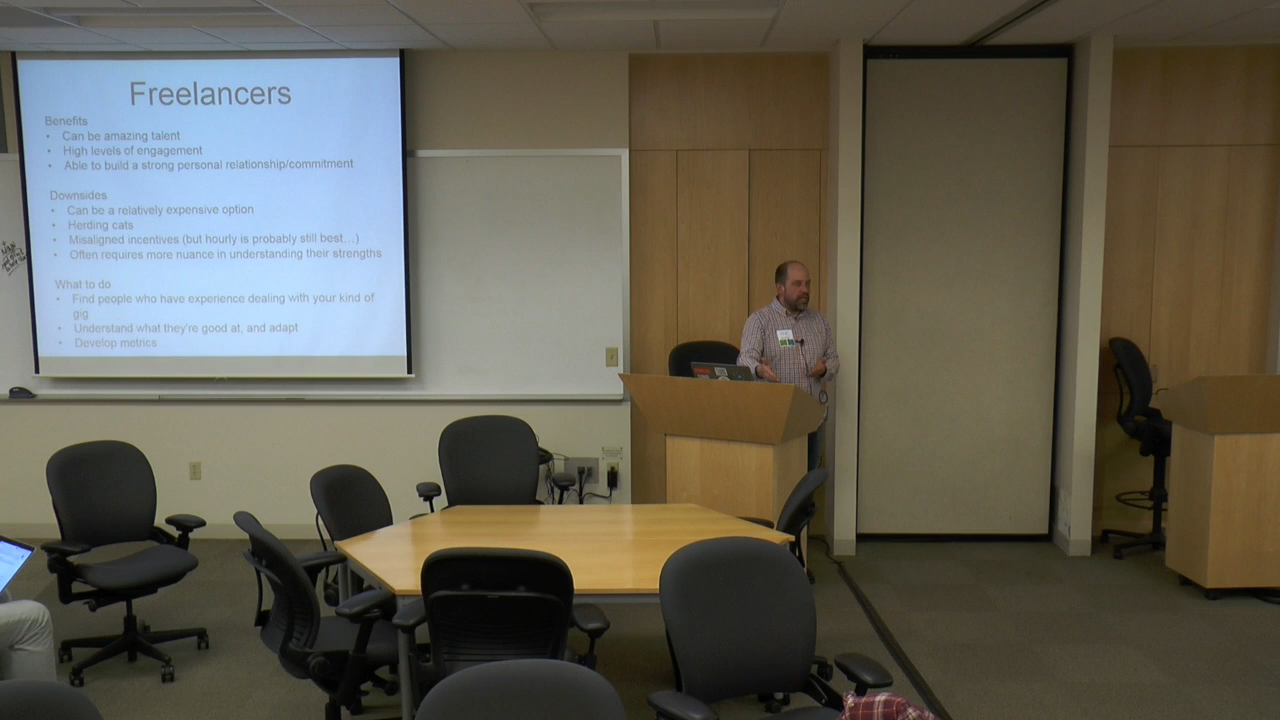 Freelancers
Benefits
• Can be amazing talent
• High levels of engagement
• Able to build a strong personal relationship/commitment
Downsides
• Can be a relatively expensive option
• Herding cats
• Misaligned incentives (but hourly is probably still best…)
• Often requires more nuance in understanding their strengths
What to do
• Find people who have experience dealing with your kind of
gig
• Understand what they're good at, and adapt
• Develop metrics